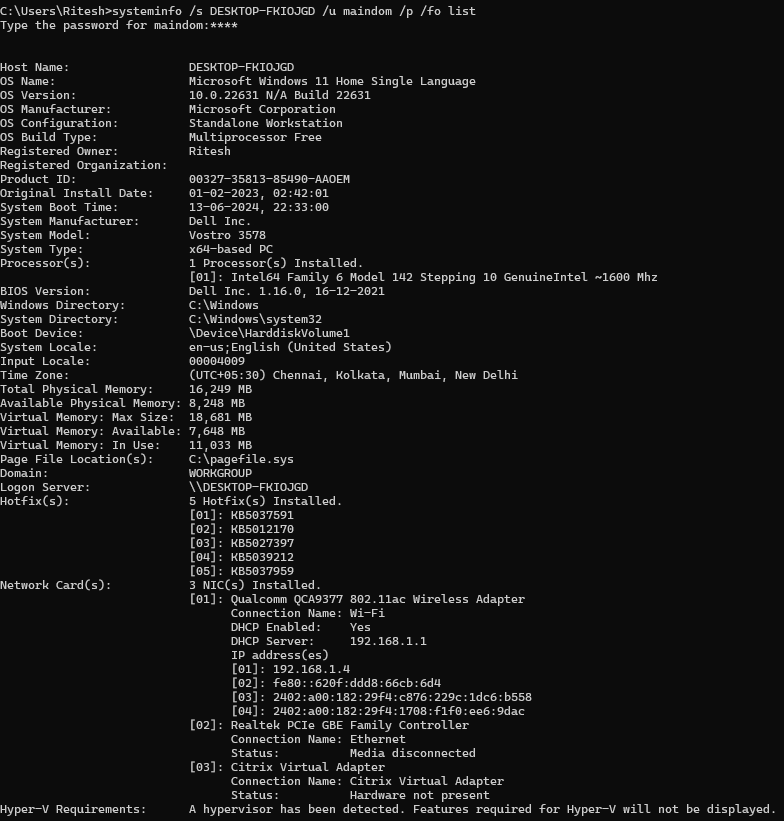 C:\Users\Ritesh>systeminfo /s DESKTOP-FKIOJGD /u maindom /p /fo list
Type the password for maindom:****
Host Name:                 DESKTOP-FKIOJGD
OS Name:                   Microsoft Windows 11 Home Single Language
OS Version:                10.0.22631 N/A Build 22631
OS Manufacturer:           Microsoft Corporation
OS Configuration:          Standalone Workstation
OS Build Type:             Multiprocessor Free
Registered Owner:          Ritesh
Registered Organization:
Product ID:                00327-35813-85490-AAOEM
Original Install Date:     01-02-2023, 02:42:01
System Boot Time:          13-06-2024, 22:33:00
System Manufacturer:       Dell Inc.
System Model:              Vostro 3578
System Type:               x64-based PC
Processor(s):              1 Processor(s) Installed.
                           [01]: Intel64 Family 6 Model 142 Stepping 10 GenuineIntel ~1600 Mhz
BIOS Version:              Dell Inc. 1.16.0, 16-12-2021
Windows Directory:         C:\Windows
System Directory:          C:\Windows\system32
Boot Device:               \Device\HarddiskVolume1
System Locale:             en-us;English (United States)
Input Locale:              00004009
Time Zone:                 (UTC+05:30) Chennai, Kolkata, Mumbai, New Delhi
Total Physical Memory:     16,249 MB
Available Physical Memory: 8,248 MB
Virtual Memory: Max Size:  18,681 MB
Virtual Memory: Available: 7,648 MB
Virtual Memory: In Use:    11,033 MB
Page File Location(s):     C:\pagefile.sys
Domain:                    WORKGROUP
Logon Server:              \\DESKTOP-FKIOJGD
Hotfix(s):                 5 Hotfix(s) Installed.
                           [01]: KB5037591
                           [02]: KB5012170
                           [03]: KB5027397
                           [04]: KB5039212
                           [05]: KB5037959
Network Card(s):           3 NIC(s) Installed.
                           [01]: Qualcomm QCA9377 802.11ac Wireless Adapter
                                 Connection Name: Wi-Fi
                                 DHCP Enabled:    Yes
                                 DHCP Server:     192.168.1.1
                                 IP address(es)
                                 [01]: 192.168.1.4
                                 [02]: fe80::620f:ddd8:66cb:6d4
                                 [03]: 2402:a00:182:29f4:c876:229c:1dc6:b558
                                 [04]: 2402:a00:182:29f4:1708:f1f0:ee6:9dac
                           [02]: Realtek PCIe GBE Family Controller
                                 Connection Name: Ethernet
                                 Status:          Media disconnected
                           [03]: Citrix Virtual Adapter
                                 Connection Name: Citrix Virtual Adapter
                                 Status:          Hardware not present
Hyper-V Requirements:      A hypervisor has been detected. Features required for Hyper-V will not be displayed.